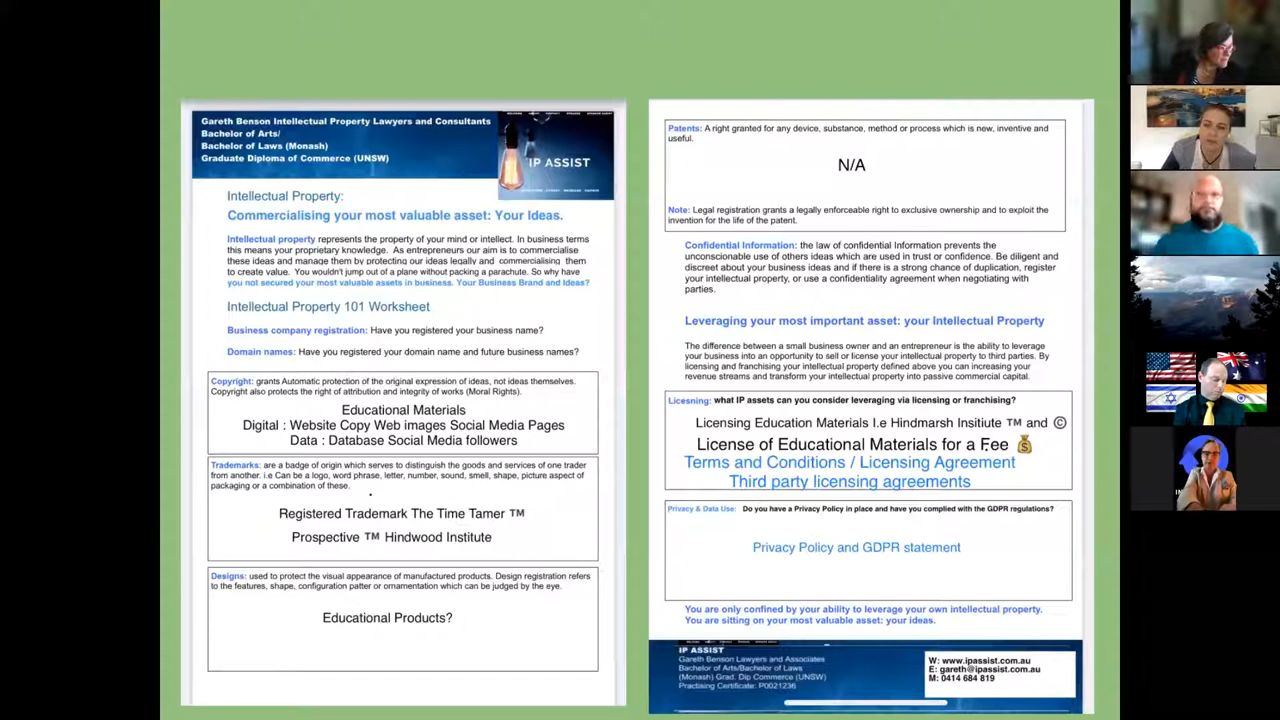 Gareth Benson Intellectual Property Lawyers and Consultants
Bachelor of Arts/
Bachelor of Laws (Monash)
Graduate Diploma of Commerce (UNSW)
IP ASSIST
Intellectual Property:
Commercialising your most valuable asset: Your Ideas.
Intellectual property represents the property of your mind or intellect. In business terms
this means your proprietary knowledge. As entrepreneurs our aim is to commercialise
these ideas and manage them by protecting our ideas legally and commercialising them
to create value. You wouldn't jump out of a plane without packing a parachute. So why have
you not secured your most valuable assets in business. Your Business Brand and Ideas?
Intellectual Property 101 Worksheet
Business company registration: Have you registered your business name?
Domain names: Have you registered your domain name and future business names?
Copyright: grants Automatic protection of the original expression of ideas, not ideas themselves.
Copyright also protects the right of attribution and integrity of works (Moral Rights).
Educational Materials
Digital : Website Copy Web images Social Media Pages
Data : Database Social Media followers
Trademarks: are a badge of origin which serves to distinguish the goods and services of one trader
from another. i.e Can be a logo, word phrase, letter, number, sound, smell, shape, picture aspect of
packaging or a combination of these.
Registered Trademark The Time Tamer ™
Prospective ™ Hindwood Institute
Designs: used to protect the visual appearance of manufactured products. Design registration refers
to the features, shape, configuration patter or ornamentation which can be judged by the eye.
Educational Products?
Patents: A right granted for any device, substance, method or process which is new, inventive and
useful.
N/A
Note: Legal registration grants a legally enforceable right to exclusive ownership and to exploit the
invention for the life of the patent.
Confidential Information: the law of confidential Information prevents the
unconscionable use of others ideas which are used in trust or confidence. Be diligent and
discreet about your business ideas and if there is a strong chance of duplication, register
your intellectual property, or use a confidentiality agreement when negotiating with
parties.
Leveraging your most important asset: your Intellectual Property
The difference between a small business owner and an entrepreneur is the ability to leverage
your business into an opportunity to sell or license your intellectual property to third parties. By
licensing and franchising your intellectual property defined above you can increasing your
revenue streams and transform your intellectual property into passive commercial capital.
Licesning: what IP assets can you consider leveraging via licensing or franchising?
Licensing Education Materials I.e Hindmarsh Insitiute ™ and ©
License of Educational Materials for a Fee 💰
Terms and Conditions / Licensing Agreement
Third party licensing agreements
Privacy & Data Use: Do you have a Privacy Policy in place and have you complied with the GDPR regulations?
Privacy Policy and GDPR statement
You are only confined by your ability to leverage your own intellectual property.
You are sitting on your most valuable asset: your ideas.
IP ASSIST
Gareth Benson Lawyers and Associates
Bachelor of Arts/Bachelor of Laws
(Monash) Grad. Dip Commerce (UNSW)
Practising Certificate: P0021236
W: www.ipassist.com.au
E: gareth@ipassist.com.au
M: 0414 684 819